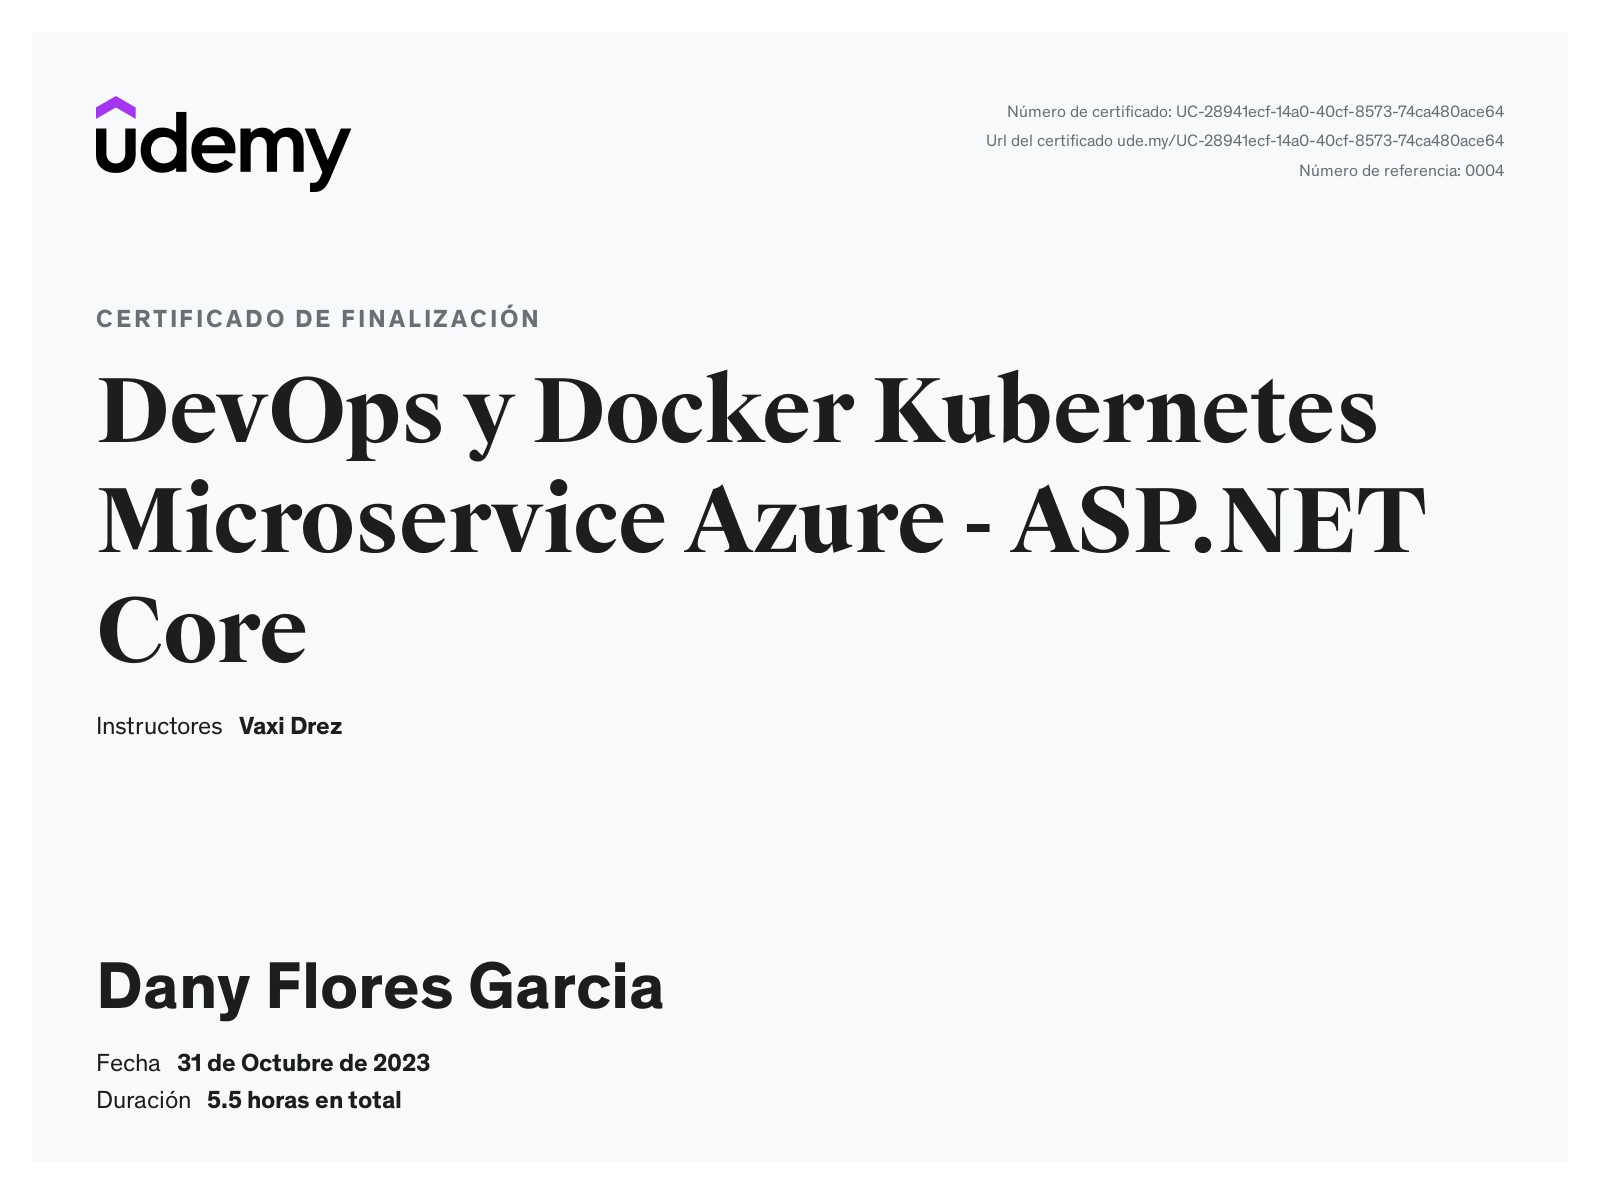 udemy
Número de certificado: UC-28941ecf-14a0-40cf-8573-74ca480ace64
Url del certificado ude.my/UC-28941ecf-14a0-40cf-8573-74ca480ace64
Número de referencia: 0004
CERTIFICADO DE FINALIZACIÓN
DevOps y Docker Kubernetes
Microservice Azure - ASP.NET
Core
Instructores Vaxi Drez
Dany Flores Garcia
Fecha 31 de Octubre de 2023
Duración 5.5 horas en total